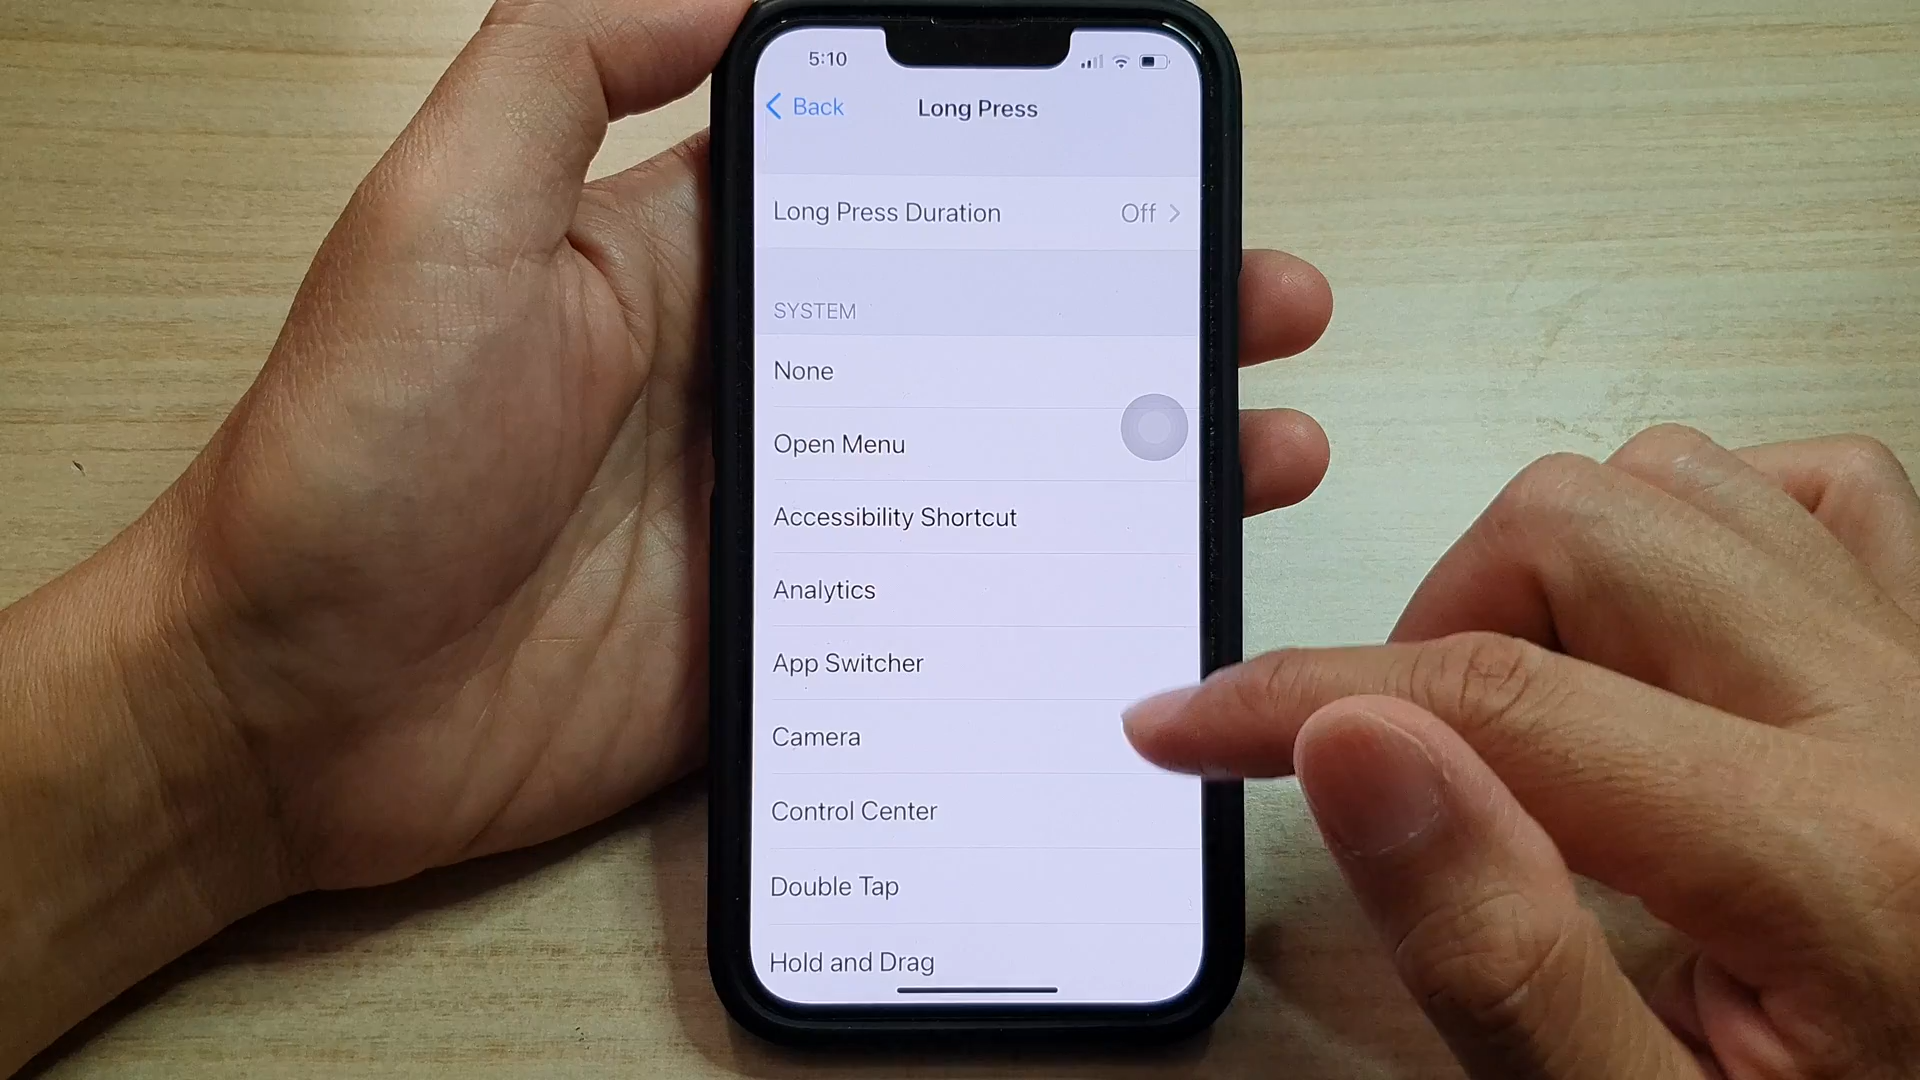 5:10
Back
Long Press
Long Press Duration
Off
SYSTEM
None
Open Menu
Accessibility Shortcut
Analytics
App Switcher
Camera
Control Center
Double Tap
Hold and Drag